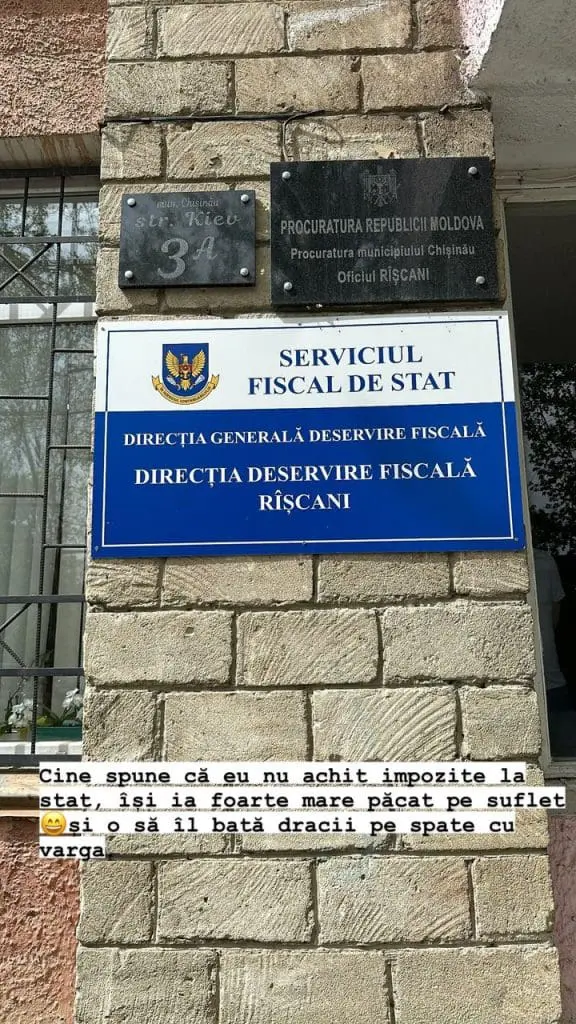 mun. Chișinău
str. Kiev
3A
PROCURATURA REPUBLICII MOLDOVA
Procuratura municipiului Chișinău
Oficiul RÎȘCANI
SERVICIUL
FISCAL DE STAT
DIRECȚIA GENERALĂ DESERVIRE FISCALĂ
DIRECȚIA DESERVIRE FISCALĂ
RÎȘCANI
Cine spune că eu nu achit impozite la
stat, își ia foarte mare păcat pe suflet
😄și o să îl bată dracii pe spate cu
varga.